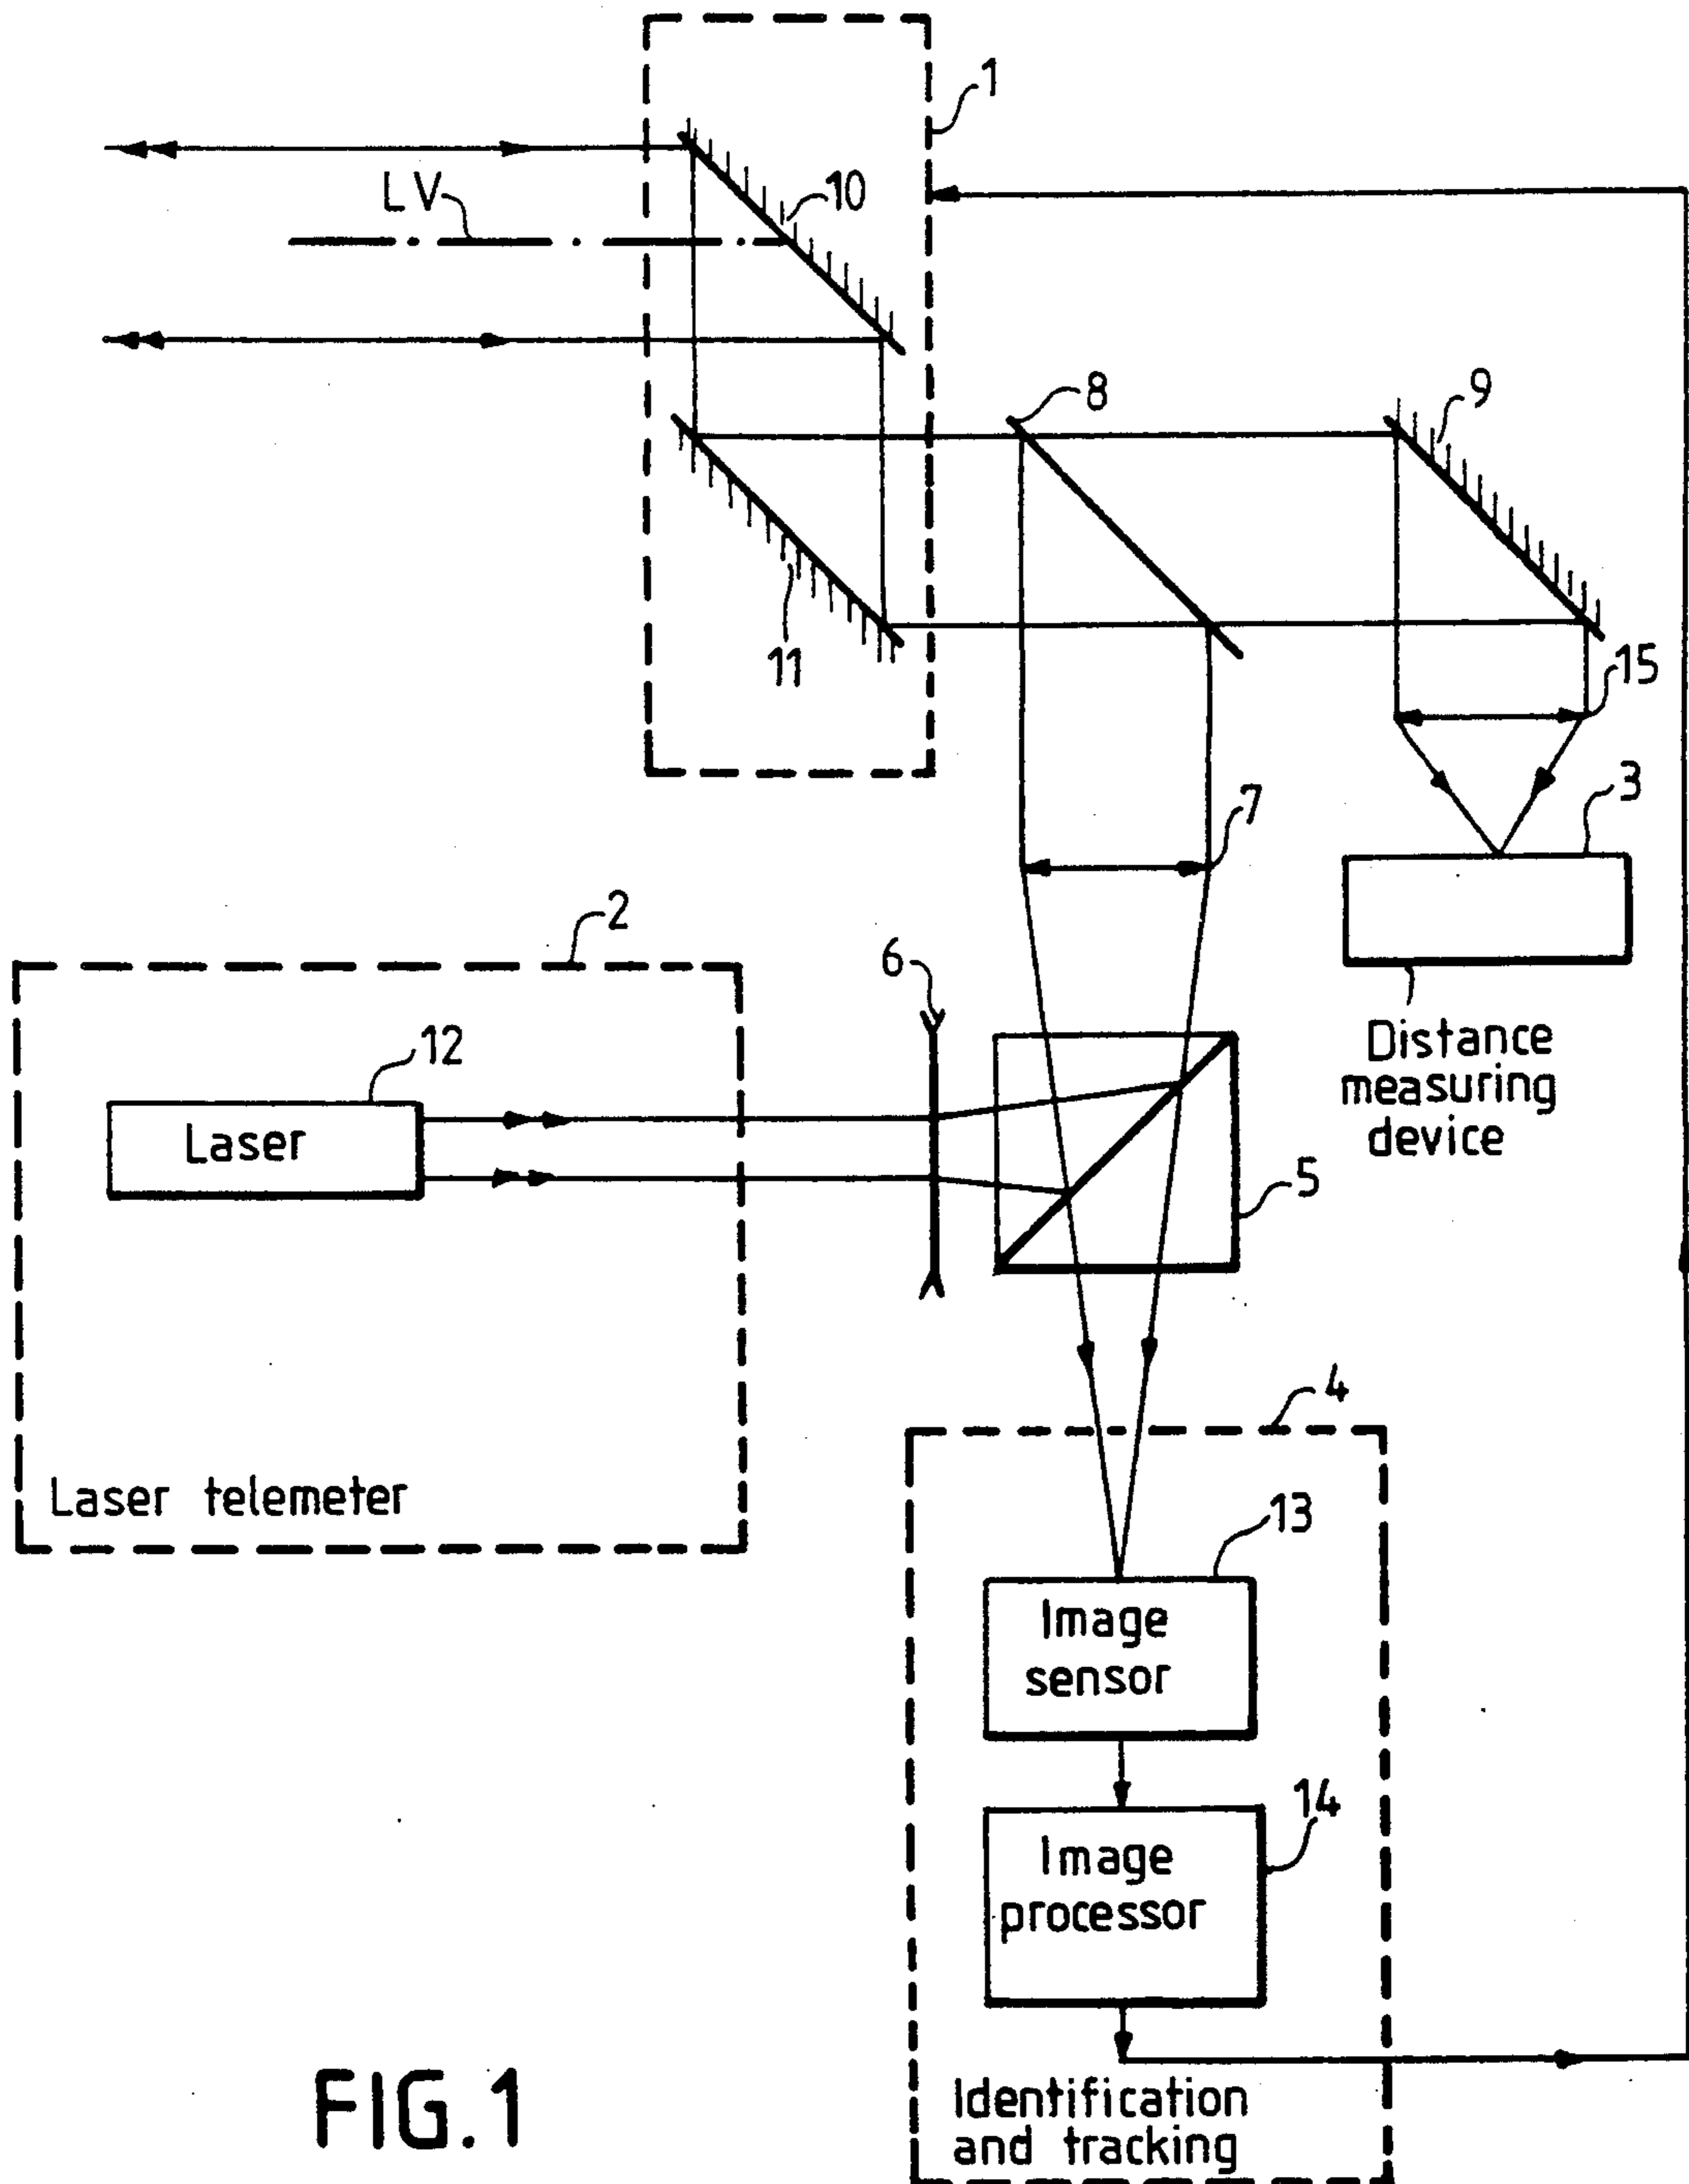 1
LV
10
8
9
11
15
7
3
2
6
12
Distance
measuring
device
Laser
5
4
Laser telemeter
13
Image
sensor
14
Image
processor
Identification
and tracking
FIG.1